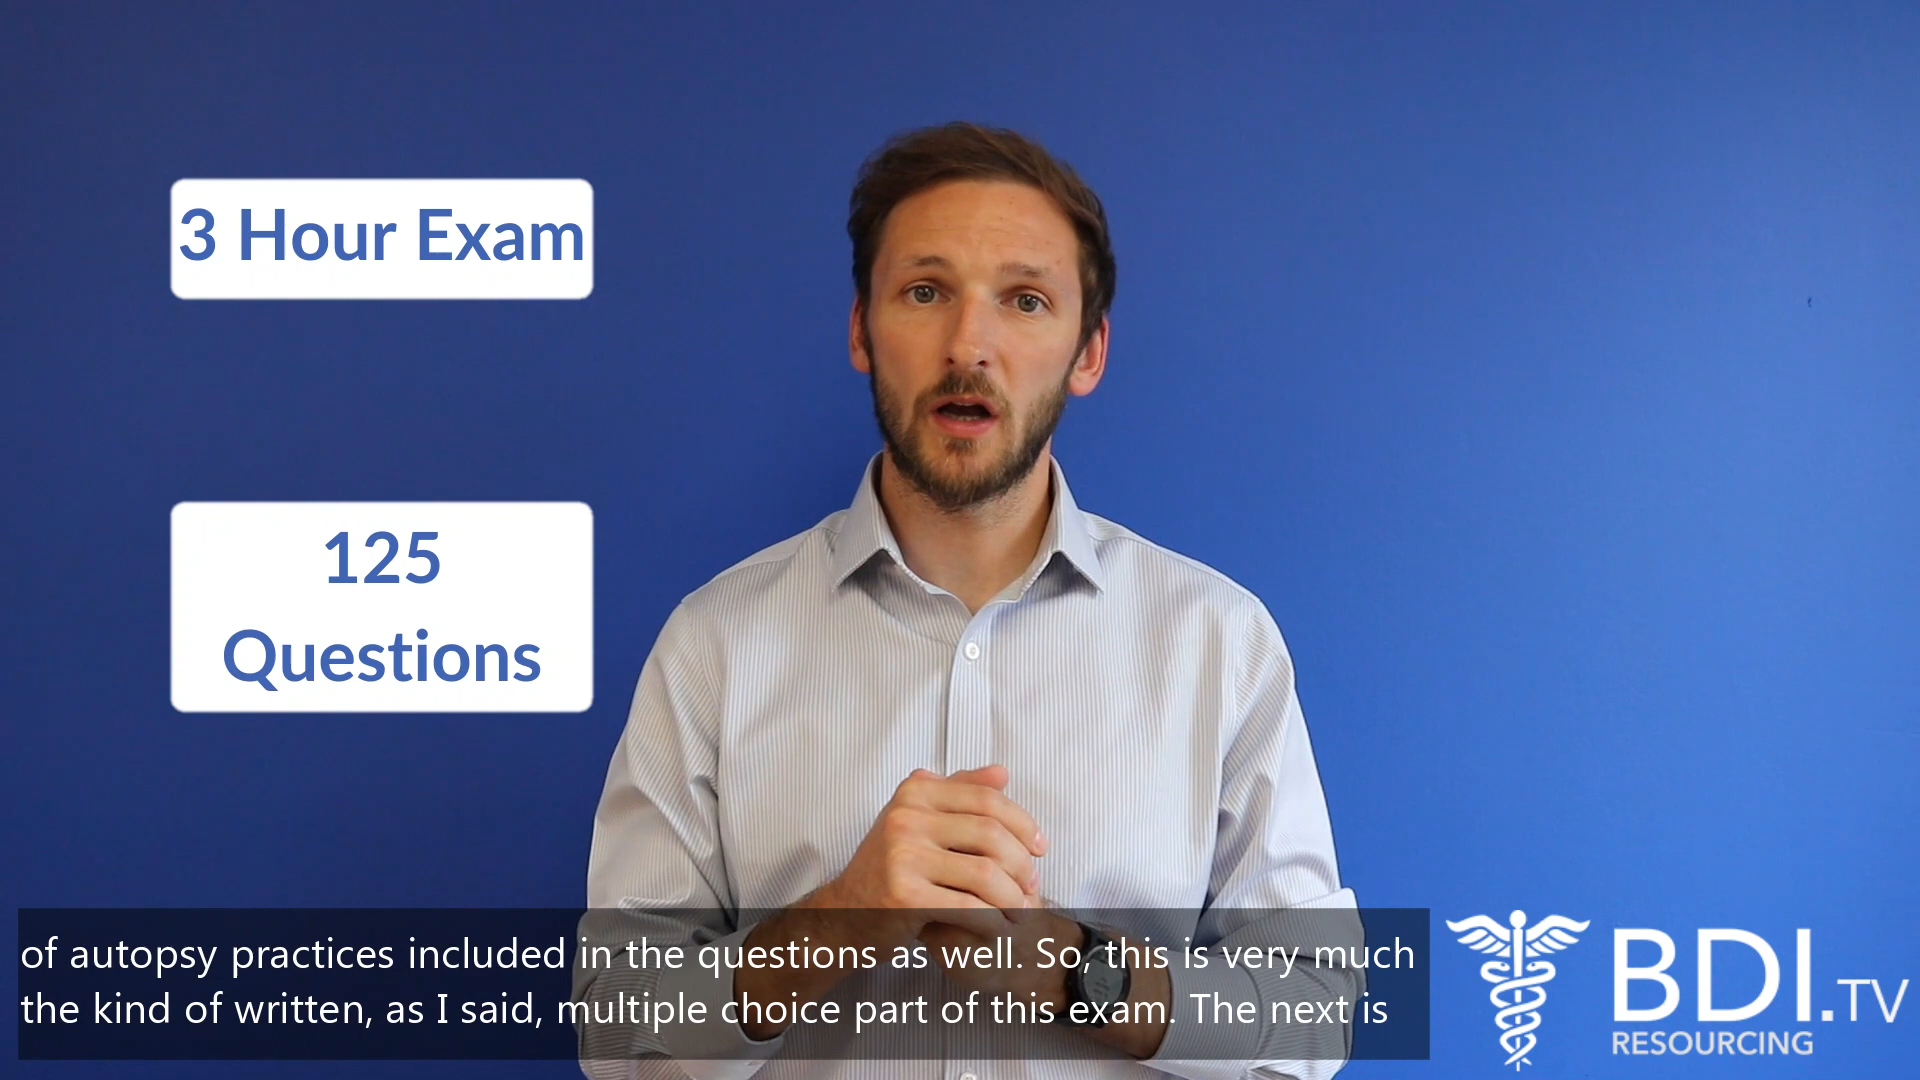 3 Hour Exam
125
Questions
of autopsy practices included in the questions as well. So, this is very much
the kind of written, as I said, multiple choice part of this exam. The next is
BDI.TV
RESOURCING